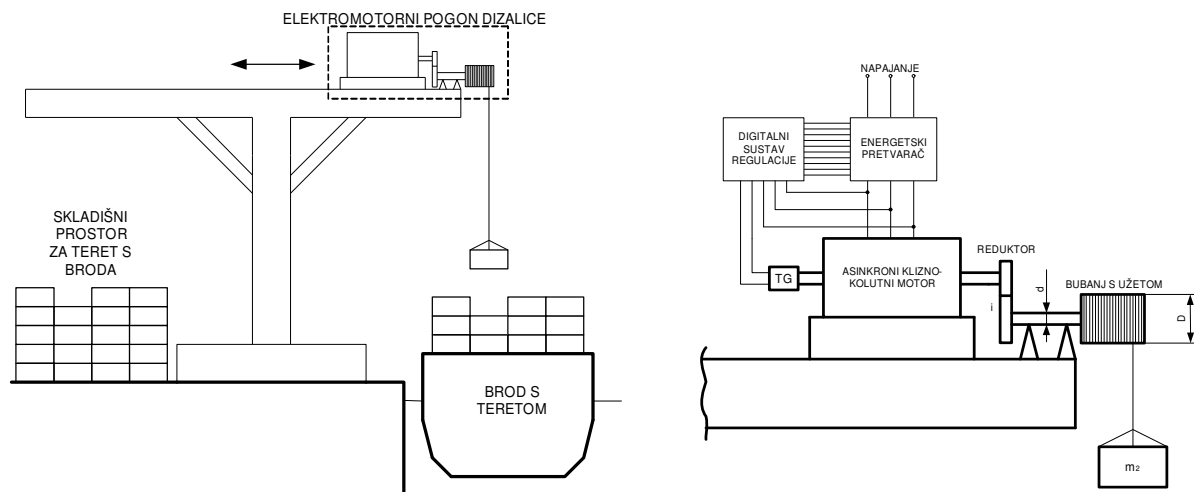 ELEKTROMOTORNI POGON DIZALICE
SKLADIŠNI
PROSTOR
ZA TERET S
BRODA
BROD S
TERETOM
NAPAJANJE
DIGITALNI
SUSTAV
REGULACIJE
ENERGETSKI
PRETVARAČ
REDUKTOR
TG
ASINKRONI KLIZNO-
KOLUTNI MOTOR
i
d
BUBANJ S UŽETOM
D
m2